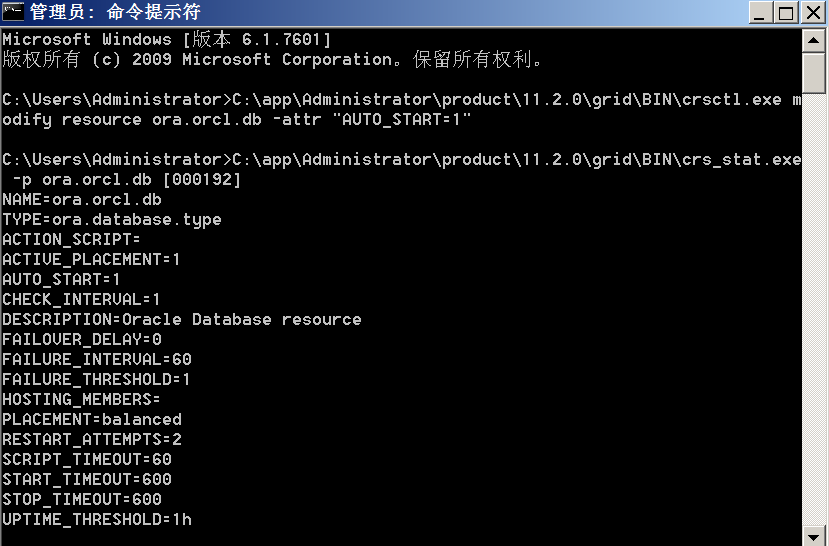 管理员: 命令提示符
Microsoft Windows [版本 6.1.7601]
版权所有 (c) 2009 Microsoft Corporation。保留所有权利。
C:\Users\Administrator>C:\app\Administrator\product\11.2.0\grid\BIN\crsctl.exe m
odify resource ora.orcl.db -attr "AUTO_START=1"
C:\Users\Administrator>C:\app\Administrator\product\11.2.0\grid\BIN\crs_stat.exe
 -p ora.orcl.db [000192]
NAME=ora.orcl.db
TYPE=ora.database.type
ACTION_SCRIPT=
ACTIVE_PLACEMENT=1
AUTO_START=1
CHECK_INTERVAL=1
DESCRIPTION=Oracle Database resource
FAILOVER_DELAY=0
FAILURE_INTERVAL=60
FAILURE_THRESHOLD=1
HOSTING_MEMBERS=
PLACEMENT=balanced
RESTART_ATTEMPTS=2
SCRIPT_TIMEOUT=60
START_TIMEOUT=600
STOP_TIMEOUT=600
UPTIME_THRESHOLD=1h